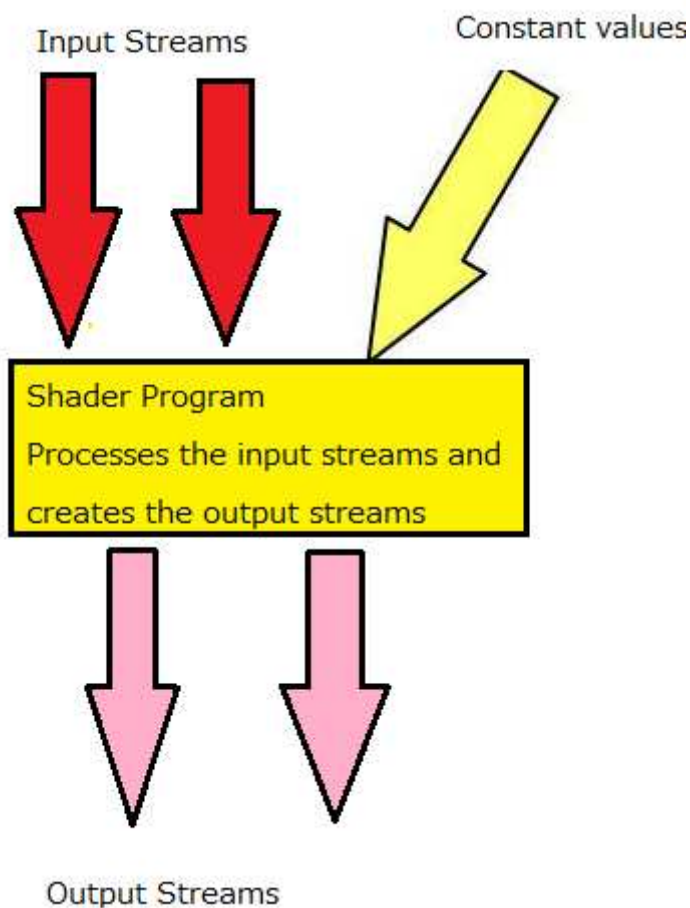 Input Streams
Constant values
Shader Program
Processes the input streams and
creates the output streams
Output Streams